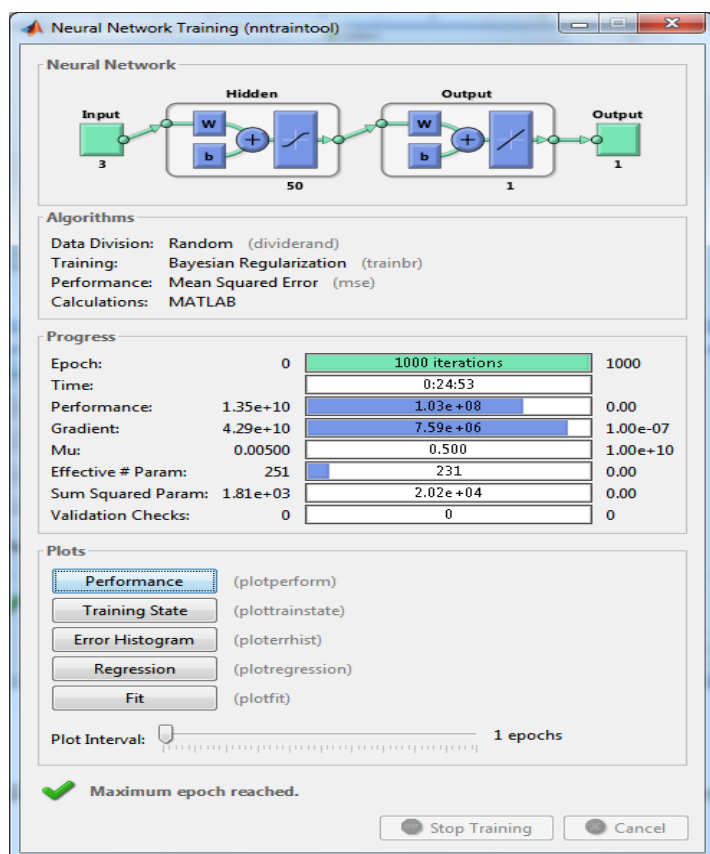 Neural Network Training (nntraintool)
Neural Network
Hidden
Output
Input
W
b
+
W
b
+
Output
3
50
1
1
Algorithms
Data Division: Random (dividerand)
Training: Bayesian Regularization (trainbr)
Performance: Mean Squared Error (mse)
Calculations: MATLAB
Progress
Epoch: 0 1000 iterations 1000
Time: 0:24:53
Performance: 1.35e+10 1.03e+08 0.00
Gradient: 4.29e+10 7.59e+06 1.00e-07
Mu: 0.00500 0.500 1.00e+10
Effective # Param: 251 231 0.00
Sum Squared Param: 1.81e+03 2.02e+04 0.00
Validation Checks: 0 0 0
Plots
Performance (plotperform)
Training State (plottrainstate)
Error Histogram (ploterrhist)
Regression (plotregression)
Fit (plotfit)
Plot Interval: 1 epochs
Maximum epoch reached.
Stop Training Cancel